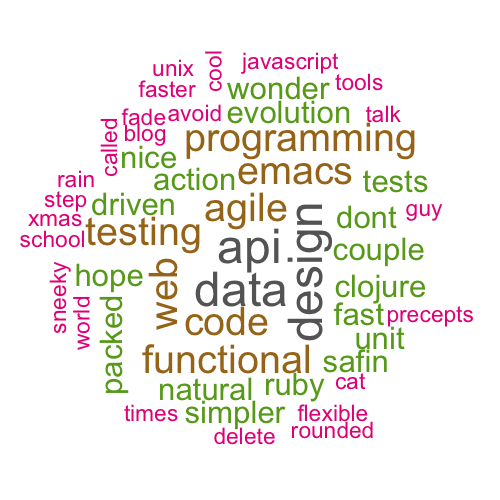 cool
javascript
unix
tools
faster
wonder
fade
avoid
evolution
talk
blog
programming
called
nice
emacs
rain
action
tests
step
driven
agile
guy
xmas
dont
school
testing
api
design
couple
sneeky
hope
web
data
clojure
world
packed
code
fast
precepts
unit
functional
safin
natural
ruby
cat
times
simpler
flexible
delete
rounded